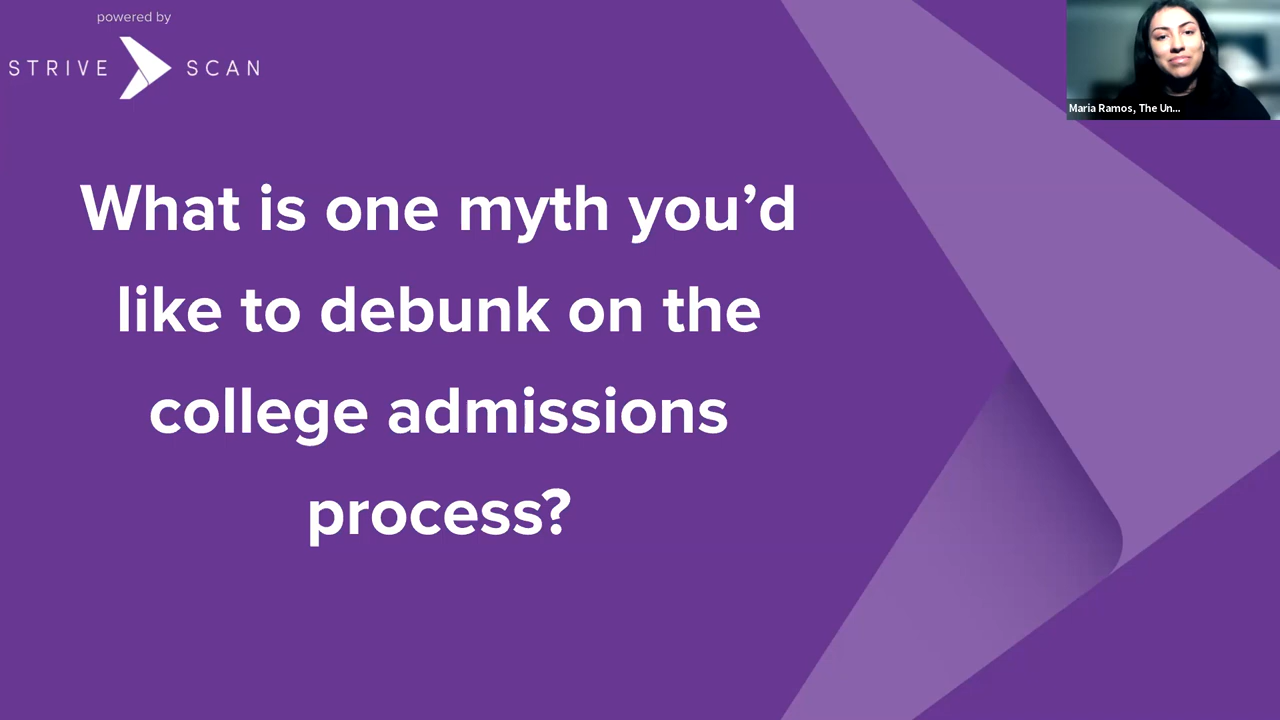 powered by
STRIVE SCAN
Maria Ramos, The Un...
What is one myth you’d
like to debunk on the
college admissions
process?